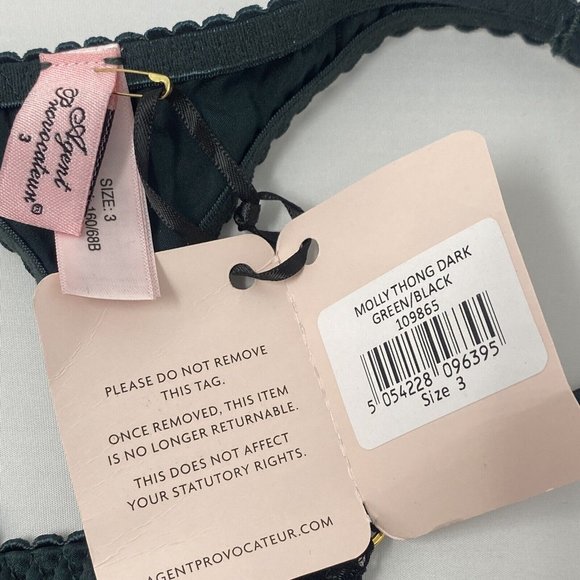 Agent
Provocateur
3
SIZE: 3
160/68B
PLEASE DO NOT REMOVE
THIS TAG.
ONCE REMOVED, THIS ITEM
IS NO LONGER RETURNABLE.
THIS DOES NOT AFFECT
YOUR STATUTORY RIGHTS.
AGENTPROVOCATEUR.COM
MOLLY THONG DARK
GREEN/BLACK
109865
5 054228 096395
Size 3